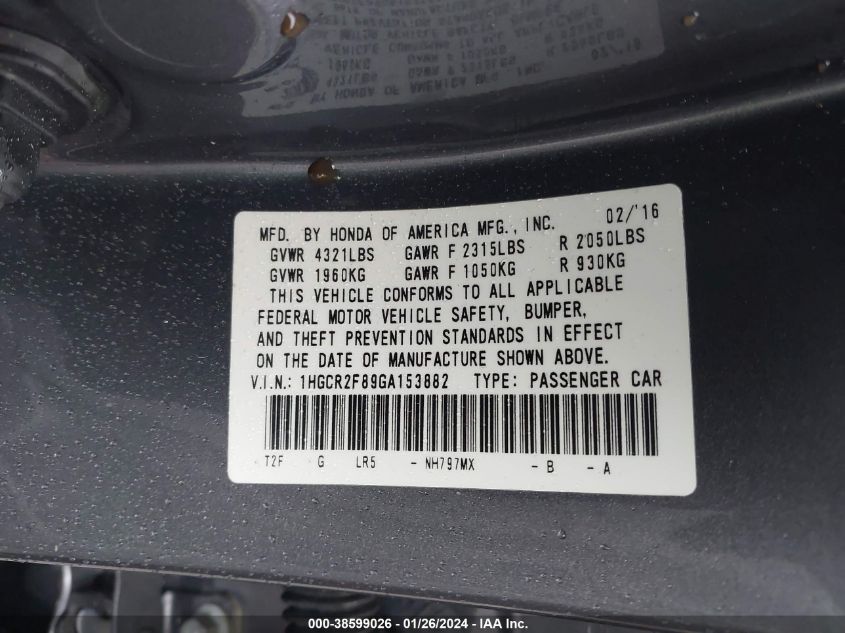 02/'16
MFD. BY HONDA OF AMERICA MFG., INC.
GVWR 4321LBS GAWR F 2315LBS R 2050LBS
GVWR 1960KG GAWR F 1050KG R 930KG
THIS VEHICLE CONFORMS TO ALL APPLICABLE
FEDERAL MOTOR VEHICLE SAFETY, BUMPER,
AND THEFT PREVENTION STANDARDS IN EFFECT
ON THE DATE OF MANUFACTURE SHOWN ABOVE.
V.I.N.: 1HGCR2F89GA153882 TYPE: PASSENGER CAR
T2F G LR5 - NH797MX - B - A
000-38599026 - 01/26/2024 - IAA Inc.